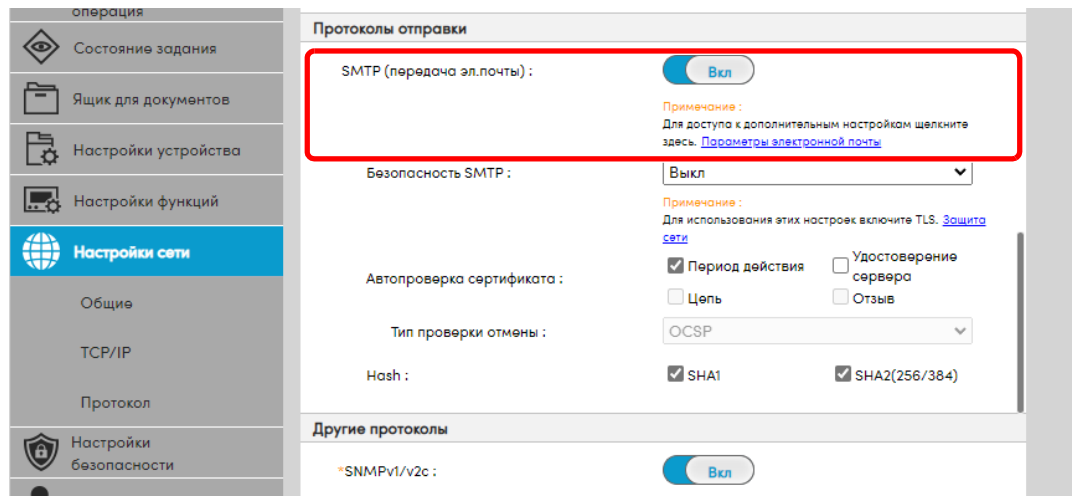 операция
Состояние задания
Ящик для документов
Настройки устройства
Настройки функций
Настройки сети
Общие
TCP/IP
Протокол
Настройки
безопасности
Протоколы отправки
SMTP (передача эл.почты) :
Вкл
Примечание :
Для доступа к дополнительным настройкам щелкните
здесь. Параметры электронной почты
Безопасность SMTP :
Выкл
Примечание :
Для использования этих настроек включите TLS. Защита
сети
Автопроверка сертификата :
Период действия
Удостоверение
сервера
Цепь
Отзыв
Тип проверки отмены :
OCSP
Hash :
SHA1
SHA2(256/384)
Другие протоколы
*SNMPv1/v2c :
Вкл